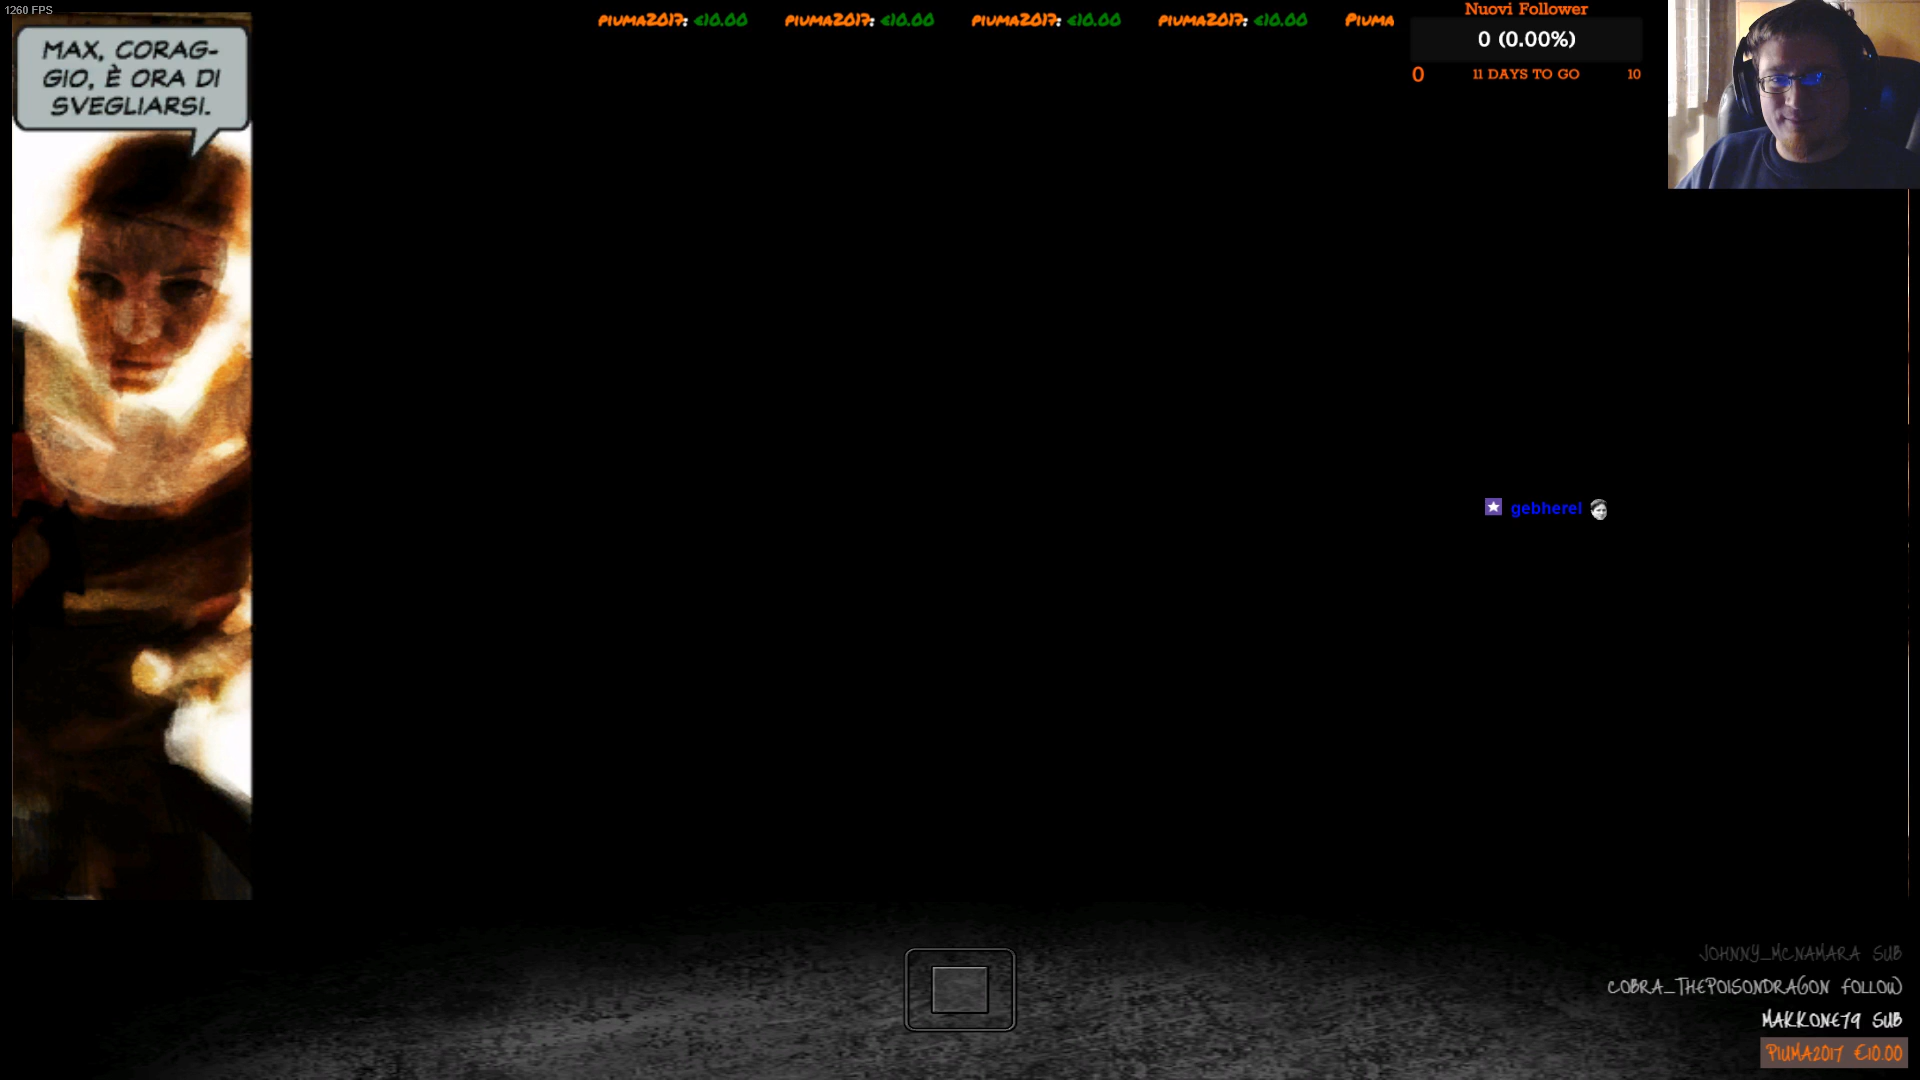 1260 FPS
PIUMA2017: €10.00 PIUMA2017: €10.00 PIUMA2017: €10.00 PIUMA2017: €10.00 PIUMA
Nuovi Follower
0 (0.00%)
0 11 DAYS TO GO 10
MAX, CORAG-
GIO, È ORA DI
SVEGLIARSI.
gebherel
JOHNNY_MCNAMARA SUB
COBRA_THEPOISONDRAGON FOLLOW
MAKKONE79 SUB
PIUMA2017 €10.00